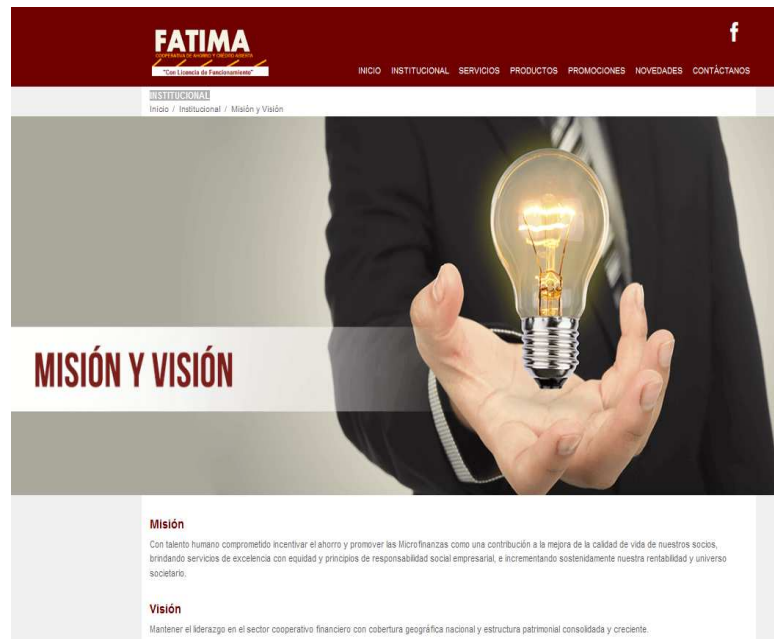 FATIMA
COOPERATIVA DE AHORRO Y CRÉDITO ABIERTA
"Con Licencia de Funcionamiento"
INICIO INSTITUCIONAL SERVICIOS PRODUCTOS PROMOCIONES NOVEDADES CONTÁCTANOS
INSTITUCIONAL
Inicio / Institucional / Misión y Visión
MISIÓN Y VISIÓN
Misión
Con talento humano comprometido incentivar el ahorro y promover las Microfinanzas como una contribución a la mejora de la calidad de vida de nuestros socios,
brindando servicios de excelencia con equidad y principios de responsabilidad social empresarial, e incrementando sostenidamente nuestra rentabilidad y universo
societario.
Visión
Mantener el liderazgo en el sector cooperativo financiero con cobertura geográfica nacional y estructura patrimonial consolidada y creciente.